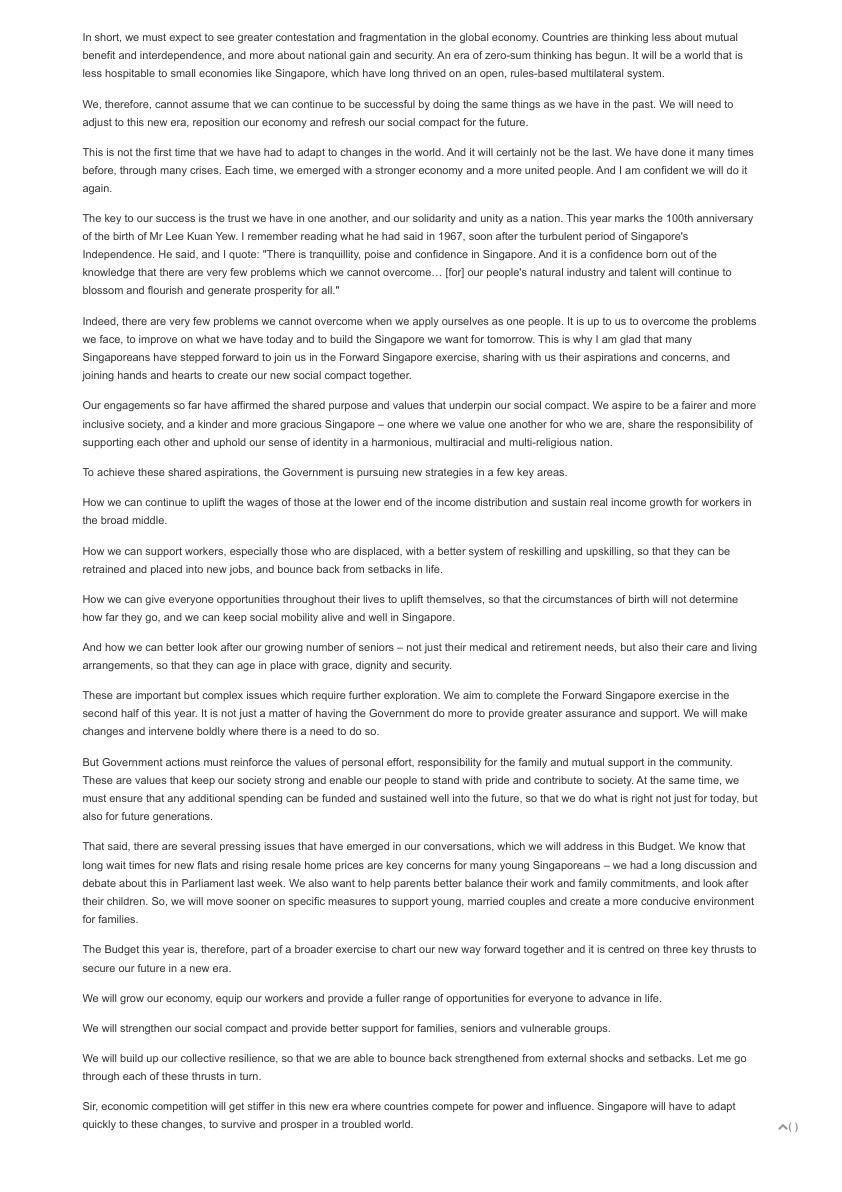 In short, we must expect to see greater contestation and fragmentation in the global economy. Countries are thinking less about mutual
benefit and interdependence, and more about national gain and security. An era of zero-sum thinking has begun. It will be a world that is
less hospitable to small economies like Singapore, which have long thrived on an open, rules-based multilateral system.
We, therefore, cannot assume that we can continue to be successful by doing the same things as we have in the past. We will need to
adjust to this new era, reposition our economy and refresh our social compact for the future.
This is not the first time that we have had to adapt to changes in the world. And it will certainly not be the last. We have done it many times
before, through many crises. Each time, we emerged with a stronger economy and a more united people. And I am confident we will do it
again.
The key to our success is the trust we have in one another, and our solidarity and unity as a nation. This year marks the 100th anniversary
of the birth of Mr Lee Kuan Yew. I remember reading what he had said in 1967, soon after the turbulent period of Singapore's
Independence. He said, and I quote: "There is tranquillity, poise and confidence in Singapore. And it is a confidence born out of the
knowledge that there are very few problems which we cannot overcome… [for] our people's natural industry and talent will continue to
blossom and flourish and generate prosperity for all."
Indeed, there are very few problems we cannot overcome when we apply ourselves as one people. It is up to us to overcome the problems
we face, to improve on what we have today and to build the Singapore we want for tomorrow. This is why I am glad that many
Singaporeans have stepped forward to join us in the Forward Singapore exercise, sharing with us their aspirations and concerns, and
joining hands and hearts to create our new social compact together.
Our engagements so far have affirmed the shared purpose and values that underpin our social compact. We aspire to be a fairer and more
inclusive society, and a kinder and more gracious Singapore – one where we value one another for who we are, share the responsibility of
supporting each other and uphold our sense of identity in a harmonious, multiracial and multi-religious nation.
To achieve these shared aspirations, the Government is pursuing new strategies in a few key areas.
How we can continue to uplift the wages of those at the lower end of the income distribution and sustain real income growth for workers in
the broad middle.
How we can support workers, especially those who are displaced, with a better system of reskilling and upskilling, so that they can be
retrained and placed into new jobs, and bounce back from setbacks in life.
How we can give everyone opportunities throughout their lives to uplift themselves, so that the circumstances of birth will not determine
how far they go, and we can keep social mobility alive and well in Singapore.
And how we can better look after our growing number of seniors – not just their medical and retirement needs, but also their care and living
arrangements, so that they can age in place with grace, dignity and security.
These are important but complex issues which require further exploration. We aim to complete the Forward Singapore exercise in the
second half of this year. It is not just a matter of having the Government do more to provide greater assurance and support. We will make
changes and intervene boldly where there is a need to do so.
But Government actions must reinforce the values of personal effort, responsibility for the family and mutual support in the community.
These are values that keep our society strong and enable our people to stand with pride and contribute to society. At the same time, we
must ensure that any additional spending can be funded and sustained well into the future, so that we do what is right not just for today, but
also for future generations.
That said, there are several pressing issues that have emerged in our conversations, which we will address in this Budget. We know that
long wait times for new flats and rising resale home prices are key concerns for many young Singaporeans – we had a long discussion and
debate about this in Parliament last week. We also want to help parents better balance their work and family commitments, and look after
their children. So, we will move sooner on specific measures to support young, married couples and create a more conducive environment
for families.
The Budget this year is, therefore, part of a broader exercise to chart our new way forward together and it is centred on three key thrusts to
secure our future in a new era.
We will grow our economy, equip our workers and provide a fuller range of opportunities for everyone to advance in life.
We will strengthen our social compact and provide better support for families, seniors and vulnerable groups.
We will build up our collective resilience, so that we are able to bounce back strengthened from external shocks and setbacks. Let me go
through each of these thrusts in turn.
Sir, economic competition will get stiffer in this new era where countries compete for power and influence. Singapore will have to adapt
quickly to these changes, to survive and prosper in a troubled world.
( )